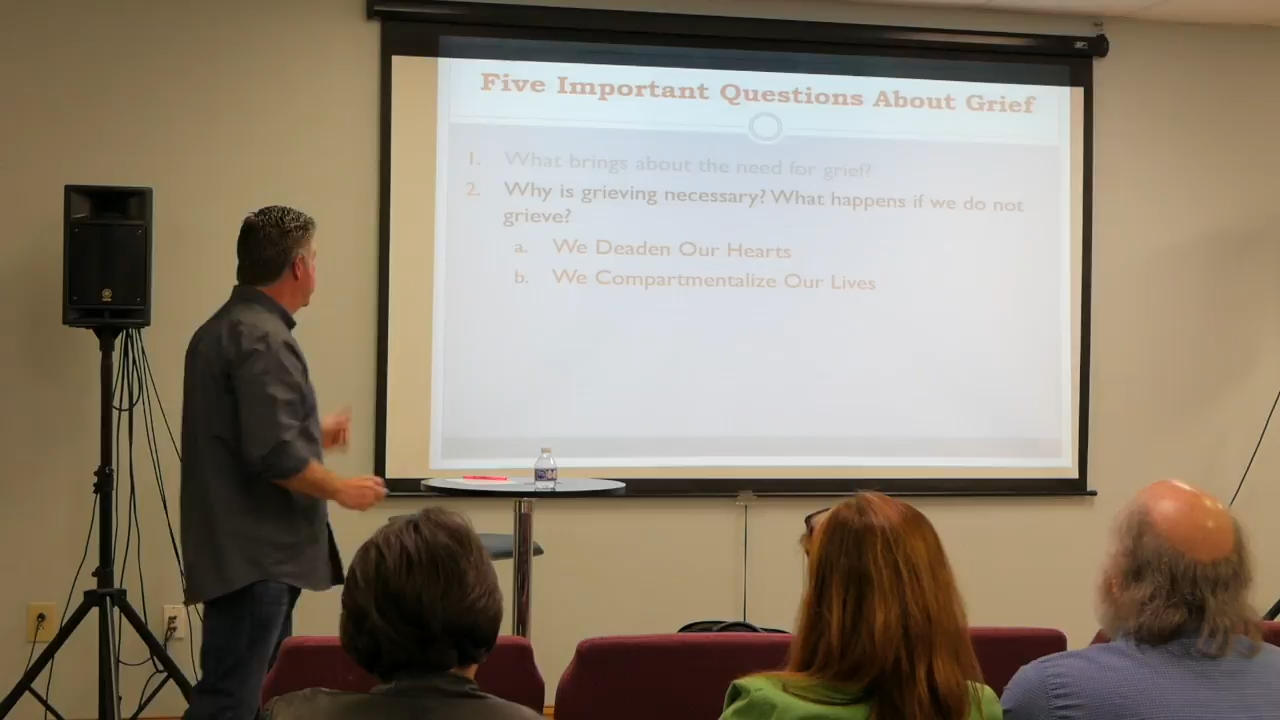 Five Important Questions About Grief
1. What brings about the need for grief?
2. Why is grieving necessary? What happens if we do not
grieve?
a. We Deaden Our Hearts
b. We Compartmentalize Our Lives